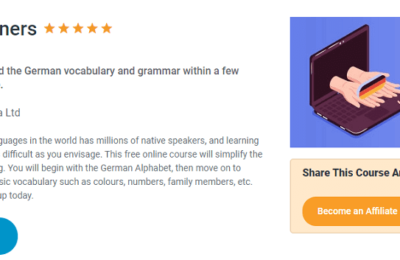 ners
d the German vocabulary and grammar within a few
a Ltd
guages in the world has millions of native speakers, and learning
difficult as you envisage. This free online course will simplify the
g. You will begin with the German Alphabet, then move on to
sic vocabulary such as colours, numbers, family members, etc.
up today.
Share This Course A
Become an Affiliate